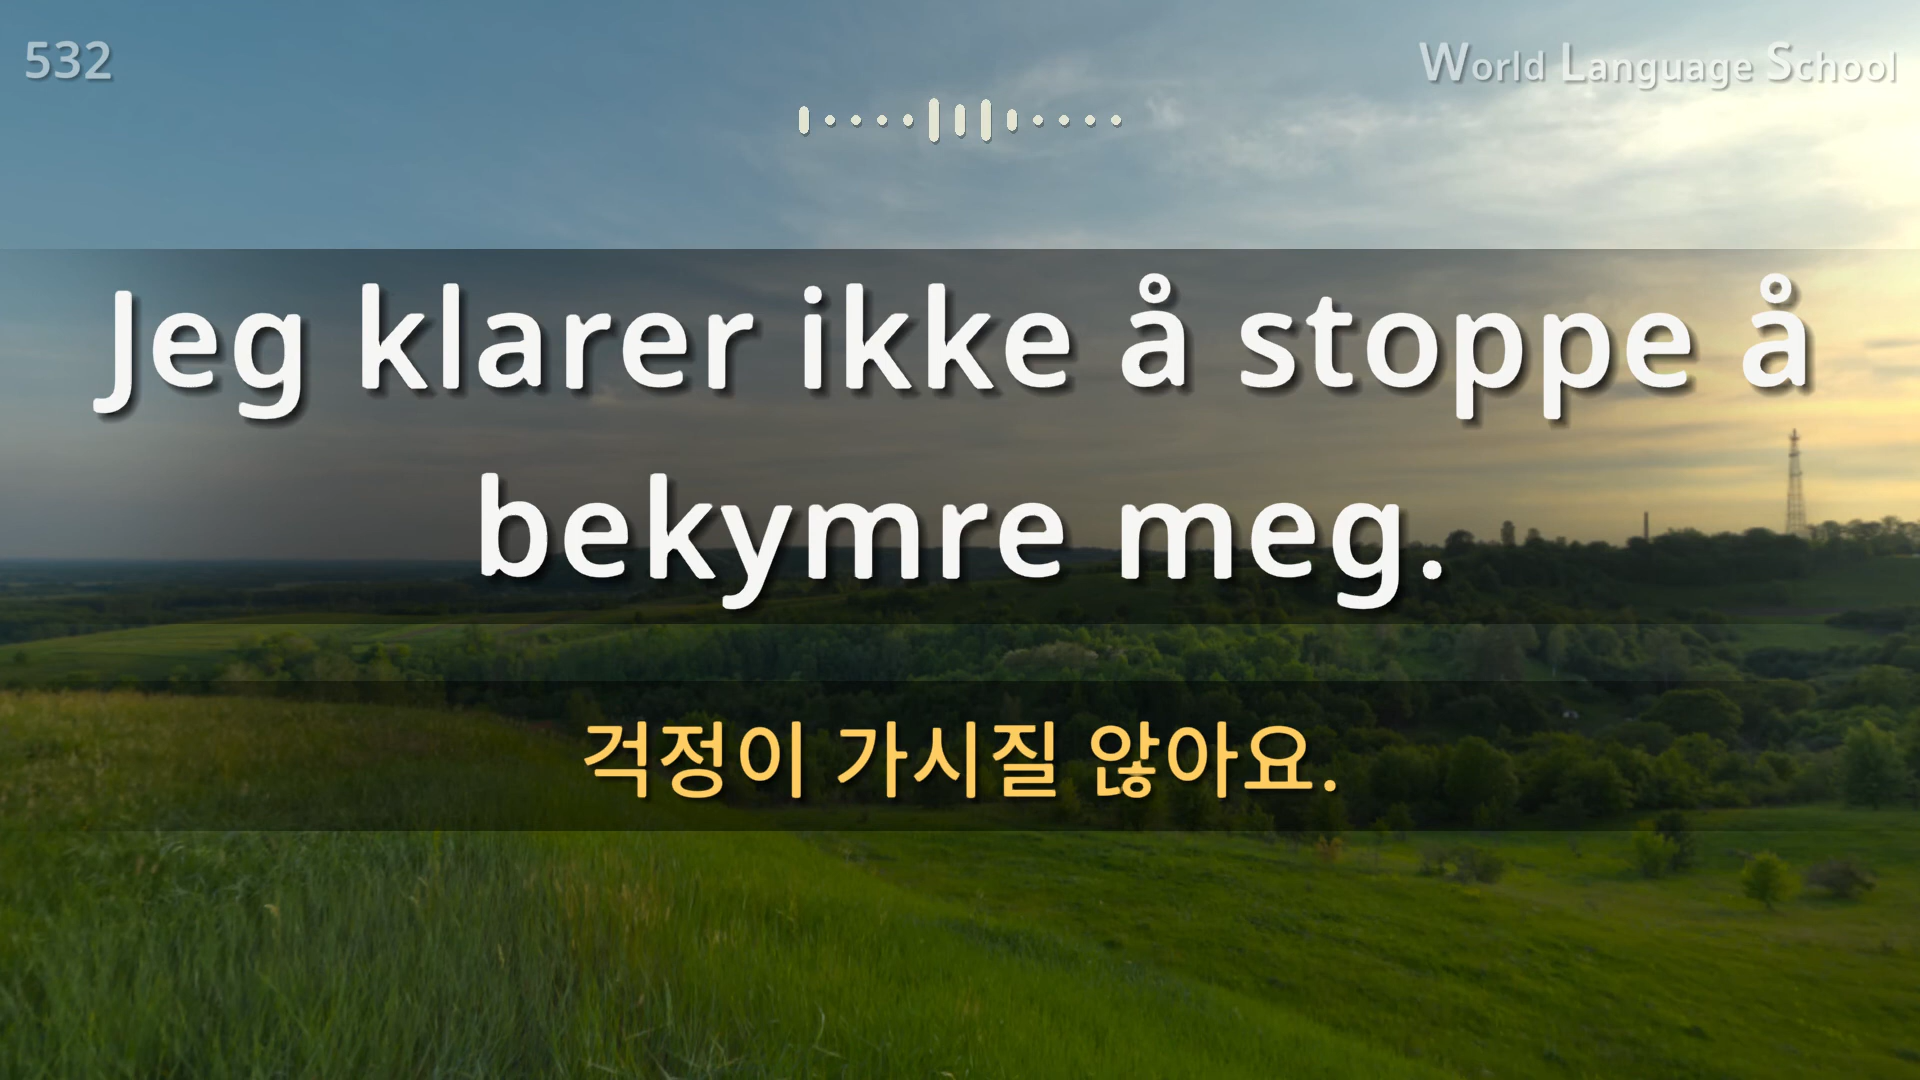 532
World Language School
Jeg klarer ikke å stoppe å
bekymre meg.
걱정이 가시질 않아요.